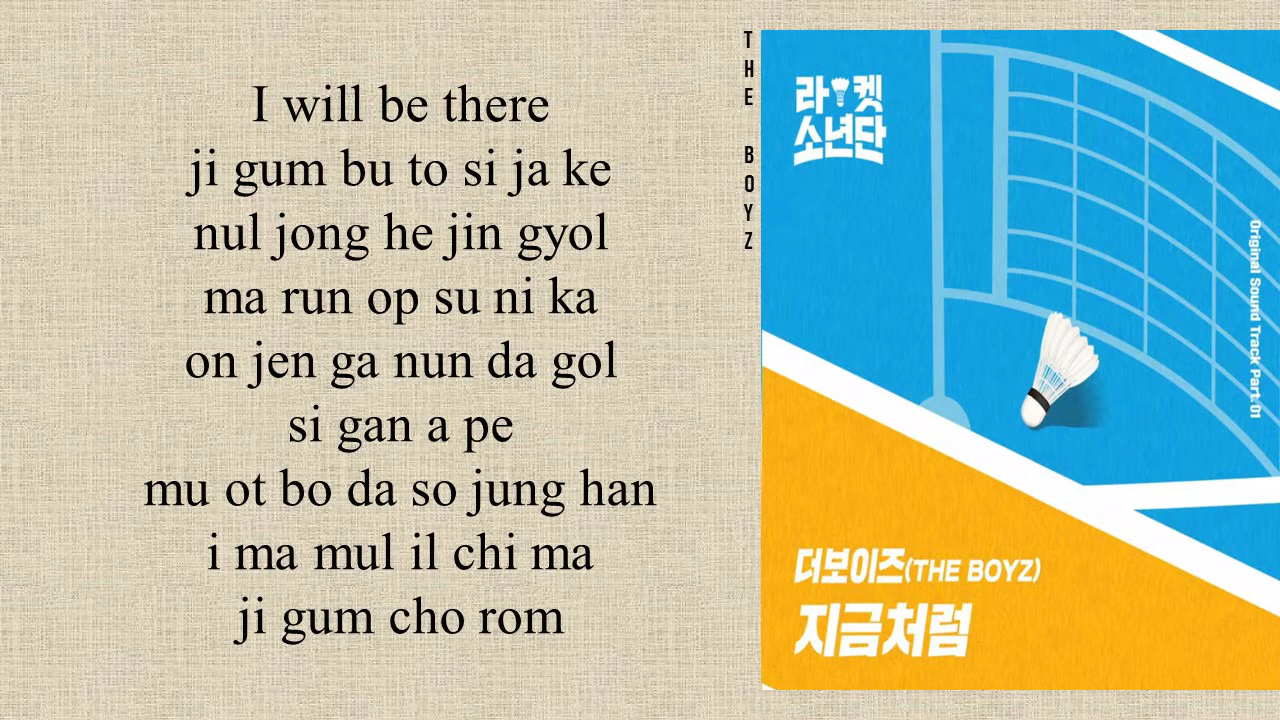 I will be there
ji gum bu to si ja ke
nul jong he jin gyol
ma run op su ni ka
on jen ga nun da gol
si gan a pe
mu ot bo da so jung han
i ma mul il chi ma
ji gum cho rom
THE BOYZ
라켓
소년단
Original Sound Track Part.01
더보이즈(THE BOYZ)
지금처럼